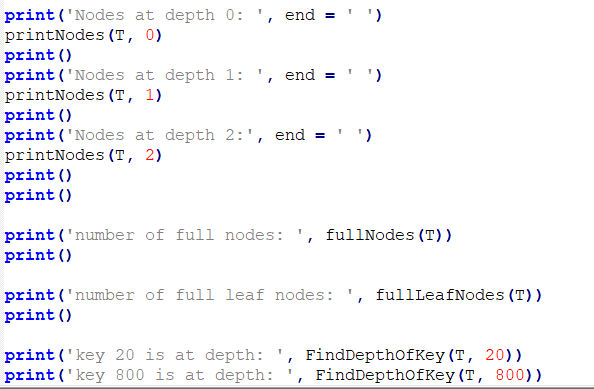 print('Nodes at depth 0: ', end = ' ')
printNodes(T, 0)
print()
print('Nodes at depth 1: ', end = ' ')
printNodes(T, 1)
print()
print('Nodes at depth 2:', end = ' ')
printNodes(T, 2)
print()
print()
print('number of full nodes: ', fullNodes(T))
print()
print('number of full leaf nodes: ', fullLeafNodes(T))
print()
print('key 20 is at depth: ', FindDepthOfKey(T, 20))
print('key 800 is at depth: ', FindDepthOfKey(T, 800))